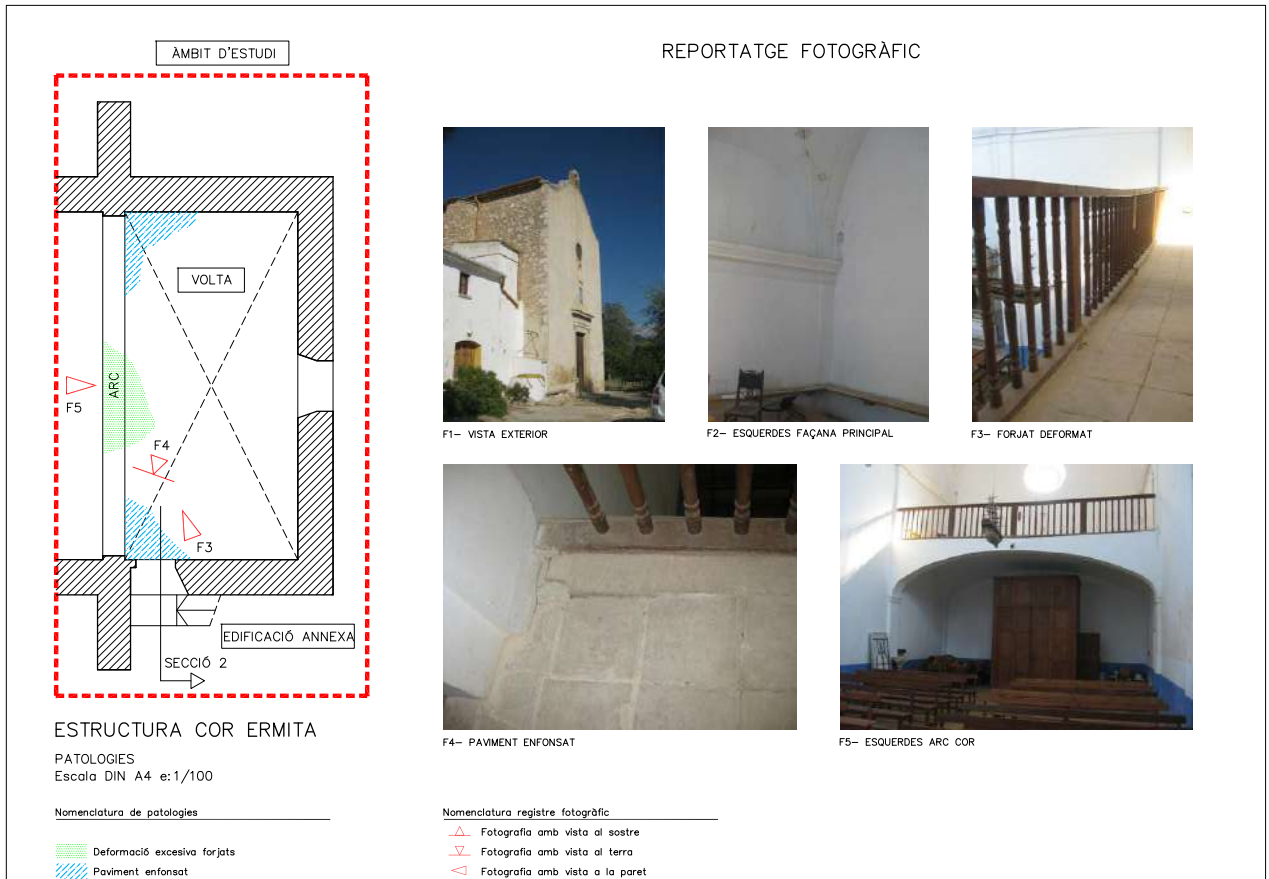 ÀMBIT D'ESTUDI
REPORTATGE FOTOGRÀFIC
VOLTA
ARC
F5
F4
F3
EDIFICACIÓ ANNEXA
SECCIÓ 2
F1– VISTA EXTERIOR
F2– ESQUERDES FAÇANA PRINCIPAL
F3– FORJAT DEFORMAT
F4– PAVIMENT ENFONSAT
F5– ESQUERDES ARC COR
ESTRUCTURA COR ERMITA
PATOLOGIES
Escala DIN A4 e:1/100
Nomenclatura de patologies
Deformació excesiva forjats
Paviment enfonsat
Nomenclatura registre fotogràfic
Fotografia amb vista al sostre
Fotografia amb vista al terra
Fotografia amb vista a la paret